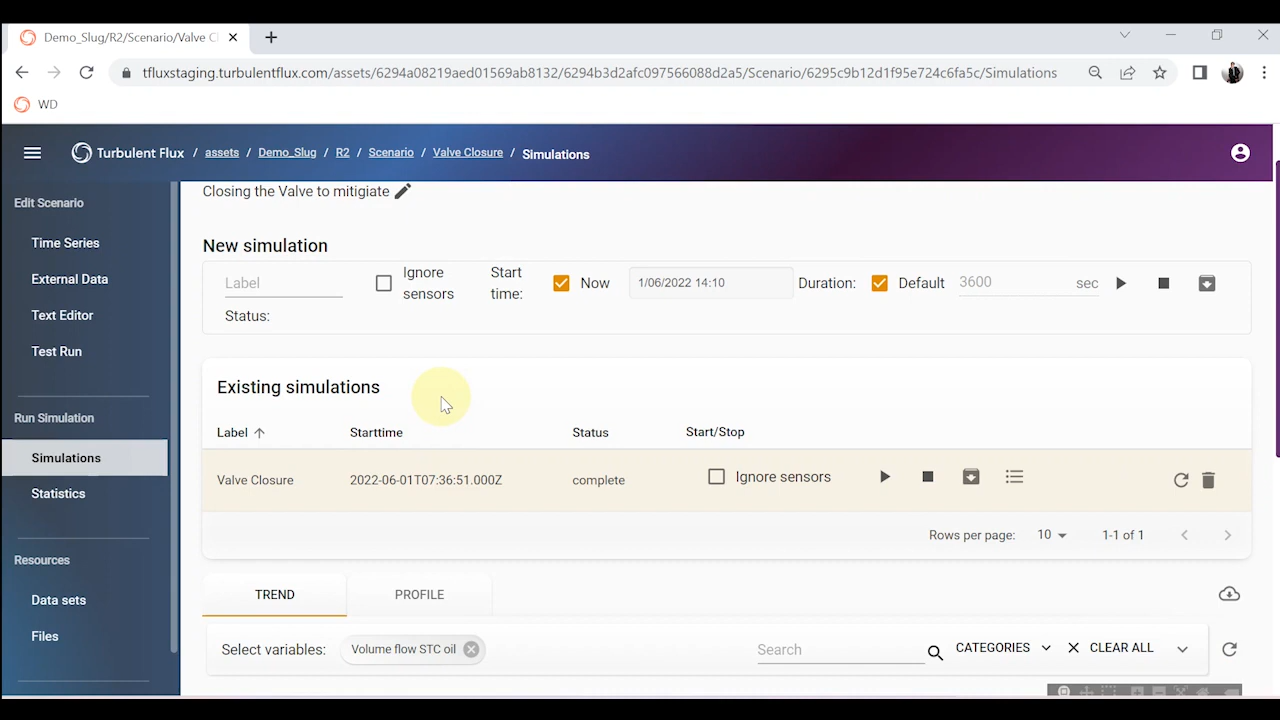 Demo_Slug/R2/Scenario/Valve C
tfluxstaging.turbulentflux.com/assets/6294a08219aed01569ab8132/6294b3d2afc097566088d2a5/Scenario/6295c9b12d1f95e724c6fa5c/Simulations
WD
Turbulent Flux / assets / Demo_Slug / R2 / Scenario / Valve Closure / Simulations
Edit Scenario
Time Series
External Data
Text Editor
Test Run
Run Simulation
Simulations
Statistics
Resources
Data sets
Files
Closing the Valve to mitigiate
New simulation
Label
Ignore sensors
Start time:
Now
1/06/2022 14:10
Duration:
Default
3600
sec
Status:
Existing simulations
Label Starttime Status Start/Stop
Valve Closure 2022-06-01T07:36:51.000Z complete Ignore sensors
Rows per page: 10 1-1 of 1
TREND PROFILE
Select variables: Volume flow STC oil Search CATEGORIES CLEAR ALL